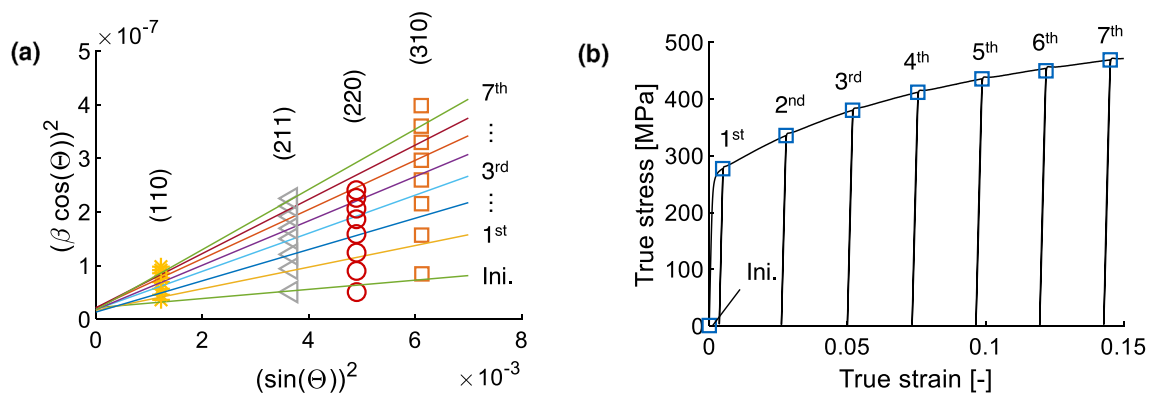 (a)
× 10⁻⁷
5
4
3
2
1
0
(β cos(Θ))²
(110)
(211)
(220)
(310)
7ᵗʰ
⋮
3ʳᵈ
⋮
1ˢᵗ
Ini.
0 2 4 6 8
(sin(Θ))² × 10⁻³
(b)
500
400
300
200
100
0
True stress [MPa]
1ˢᵗ 2ⁿᵈ 3ʳᵈ 4ᵗʰ 5ᵗʰ 6ᵗʰ 7ᵗʰ
Ini.
0 0.05 0.1 0.15
True strain [-]